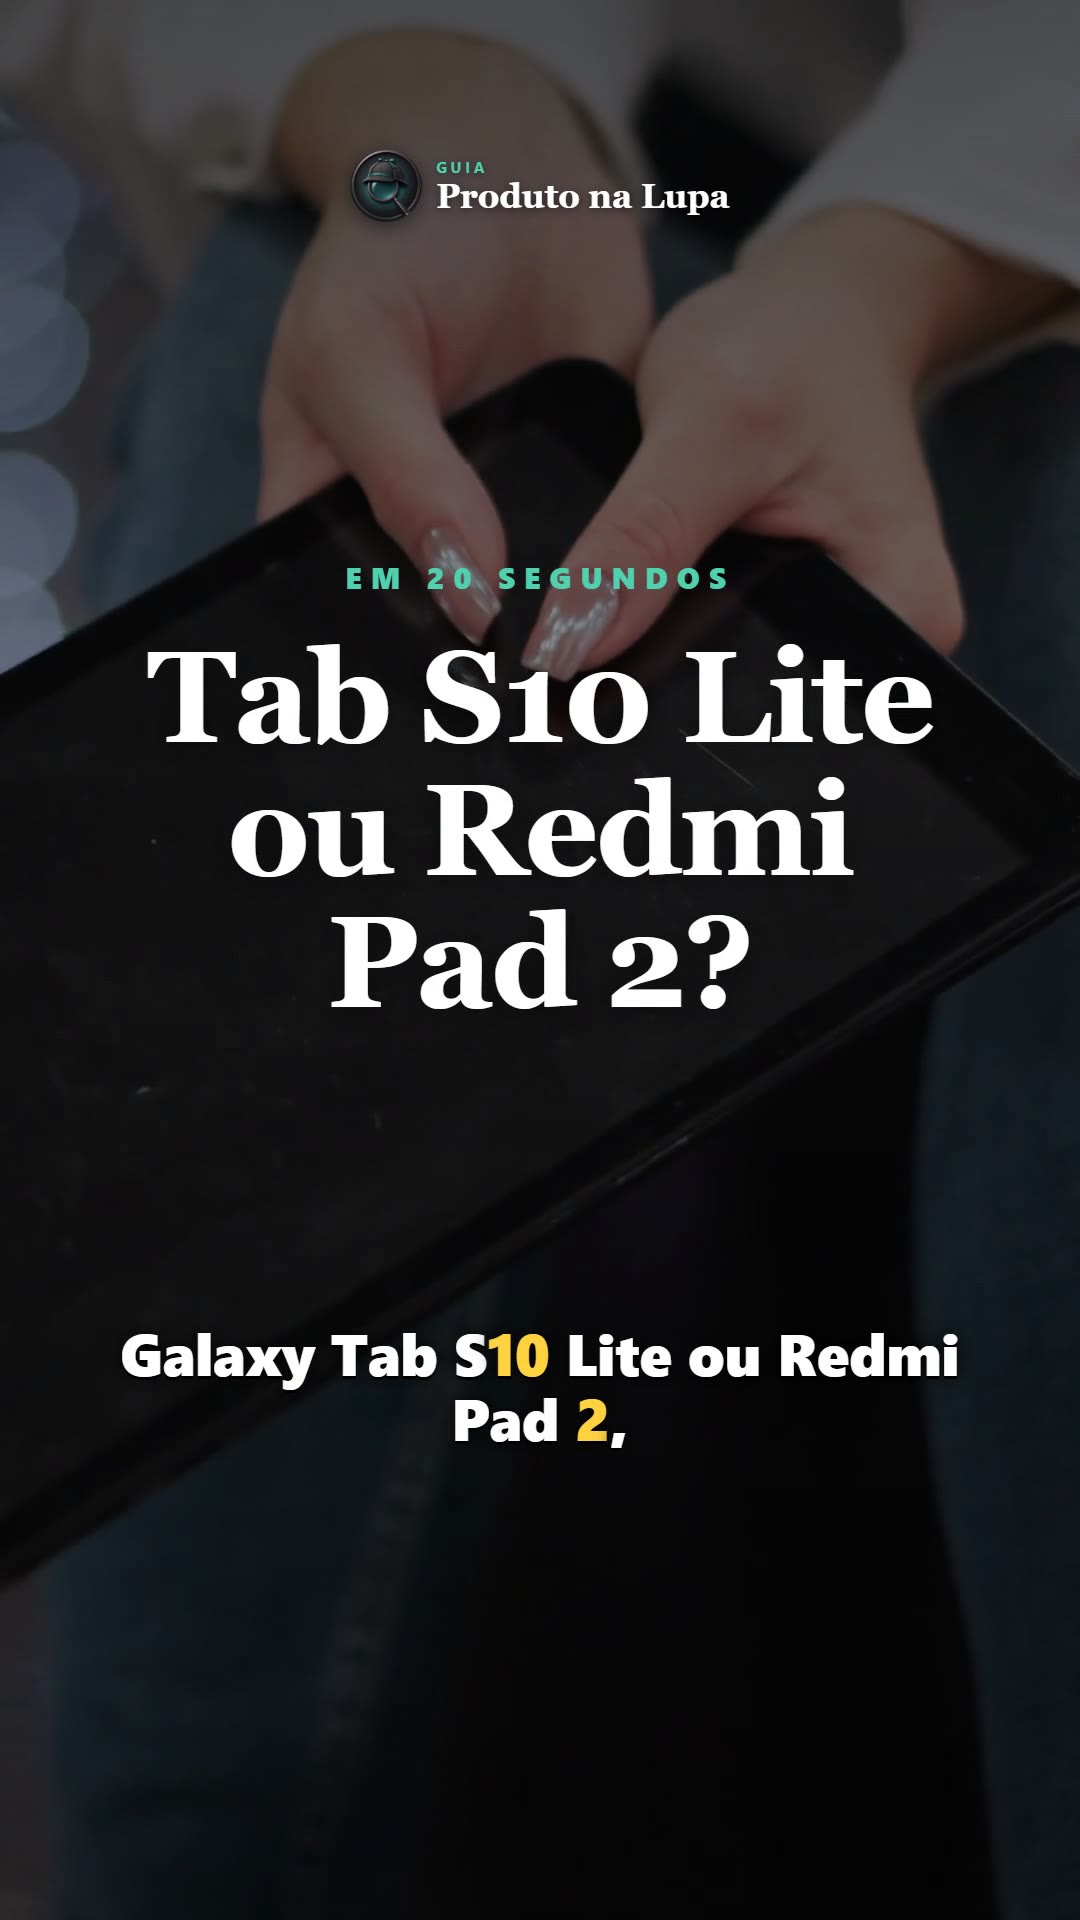 GUIA
Produto na Lupa
EM 20 SEGUNDOS
Tab S10 Lite
ou Redmi
Pad 2?
Galaxy Tab S10 Lite ou Redmi
Pad 2,